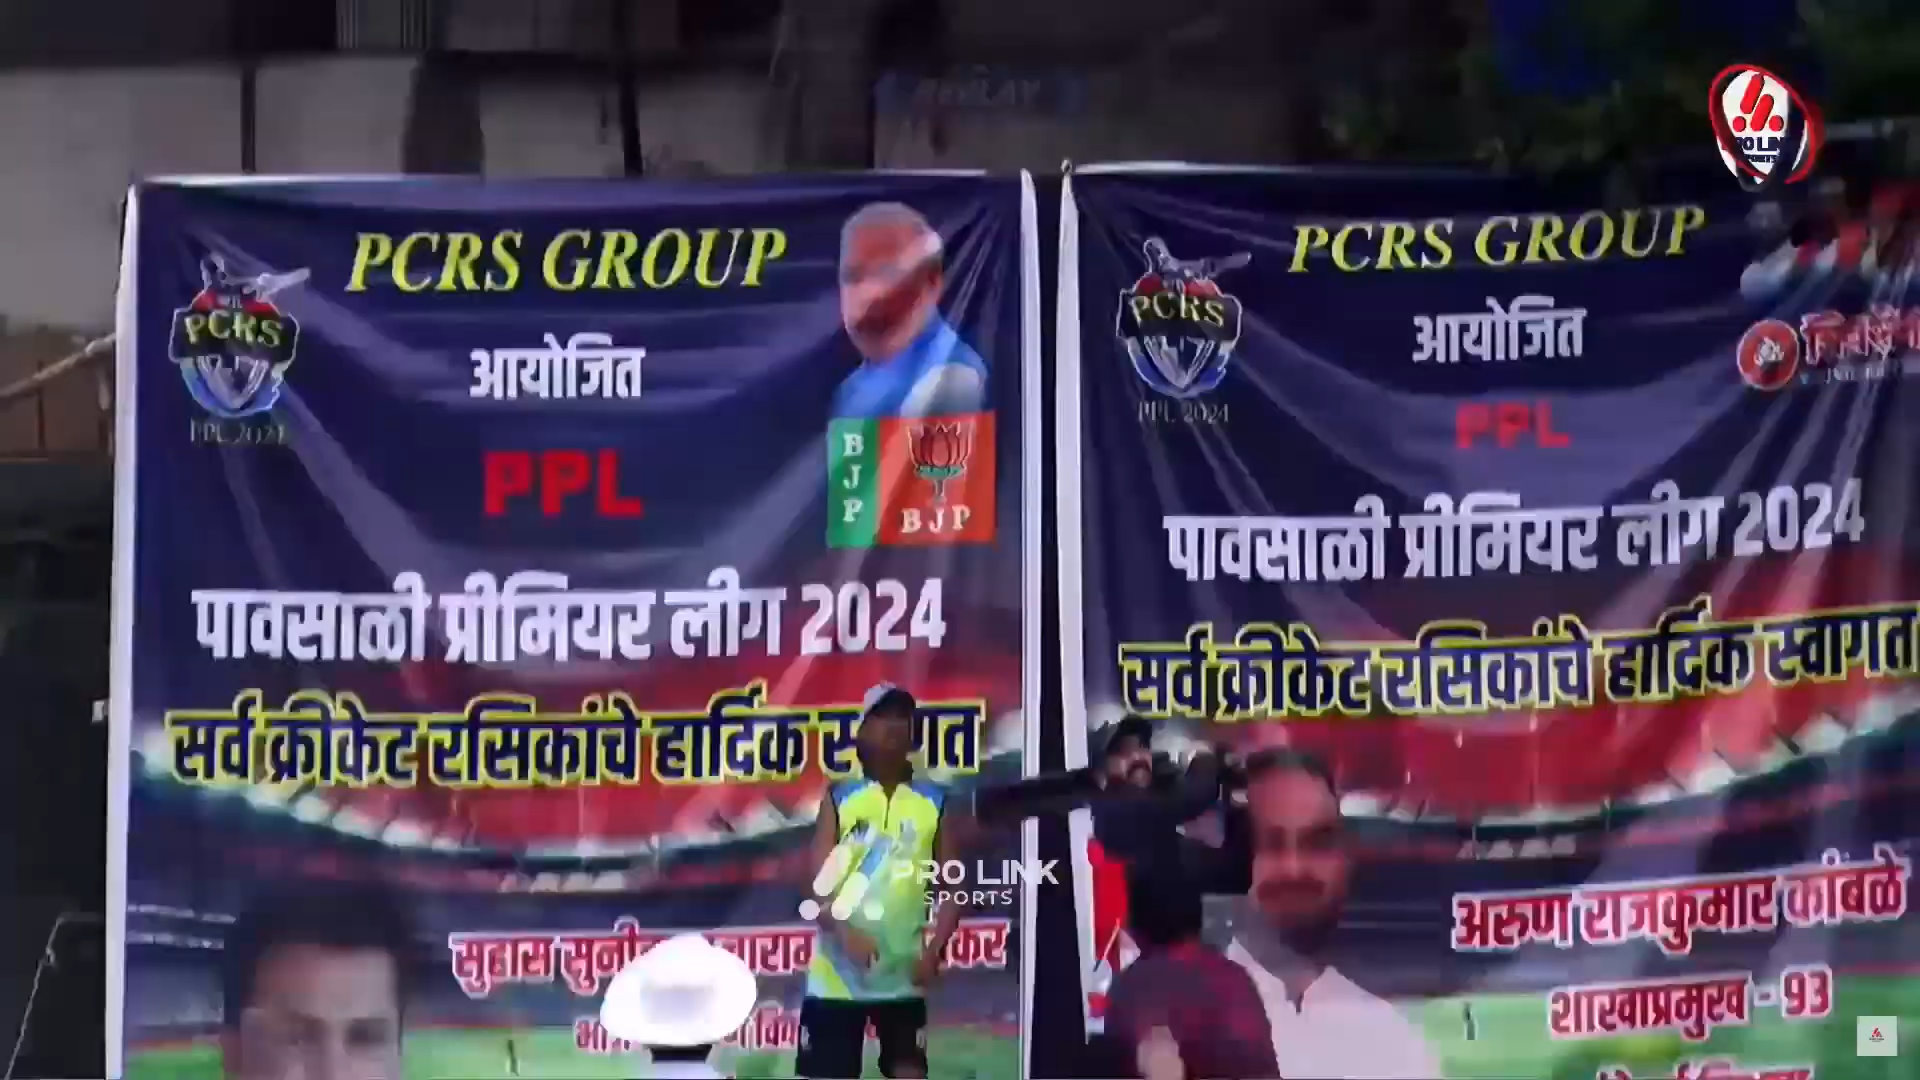 PCRS GROUP
PCRS
PPL 2024
आयोजित
PPL
B
J
P
BJP
पावसाळी प्रीमियर लीग 2024
सर्व क्रीकेट रसिकांचे हार्दिक
सुहास
PCRS GROUP
PCRS
PPL 2024
आयोजित
PPL
पावसाळी प्रीमियर लीग 2024
सर्व क्रीकेट रसिकांचे हार्दिक स्वागत
अरुण राजकुमार कांबळे
शाखाप्रमुख - 93
PRO LINK
SPORTS